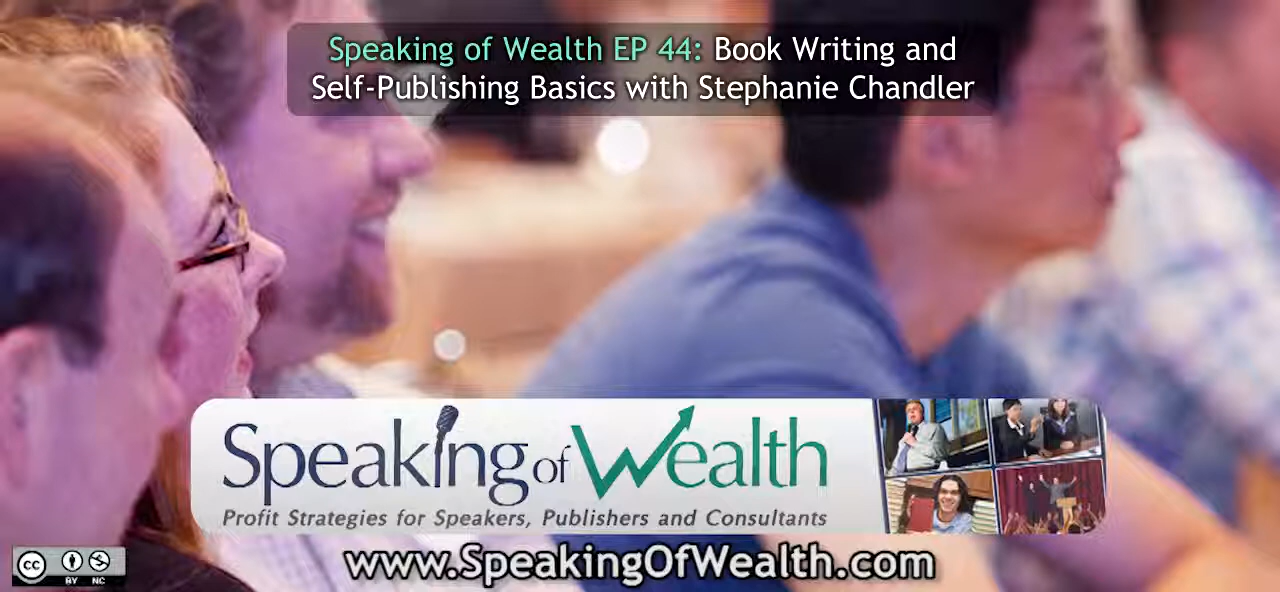 Speaking of Wealth EP 44: Book Writing and
Self-Publishing Basics with Stephanie Chandler
Speaking of Wealth
Profit Strategies for Speakers, Publishers and Consultants
www.SpeakingOfWealth.com
cc
BY NC